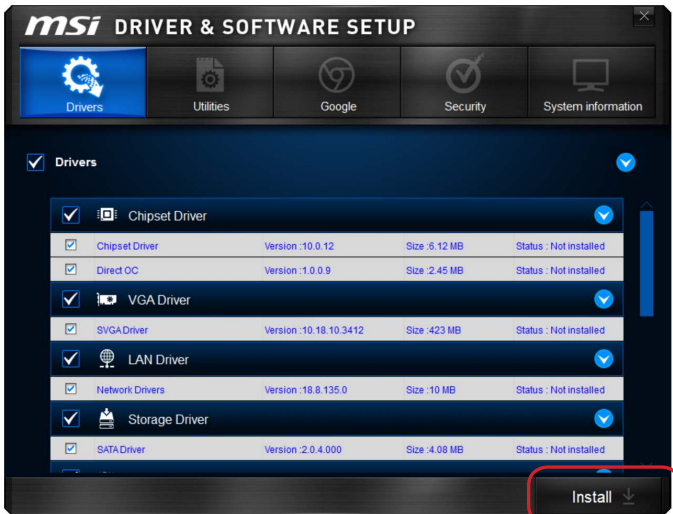 msi DRIVER & SOFTWARE SETUP
Drivers Utilities Google Security System information
Drivers
Chipset Driver
Chipset Driver Version :10.0.12 Size :6.12 MB Status : Not installed
Direct OC Version :1.0.0.9 Size :2.45 MB Status : Not installed
VGA Driver
SVGA Driver Version :10.18.10.3412 Size :423 MB Status : Not installed
LAN Driver
Network Drivers Version :18.8.135.0 Size :10 MB Status : Not installed
Storage Driver
SATA Driver Version :2.0.4.000 Size :4.08 MB Status : Not installed
Install